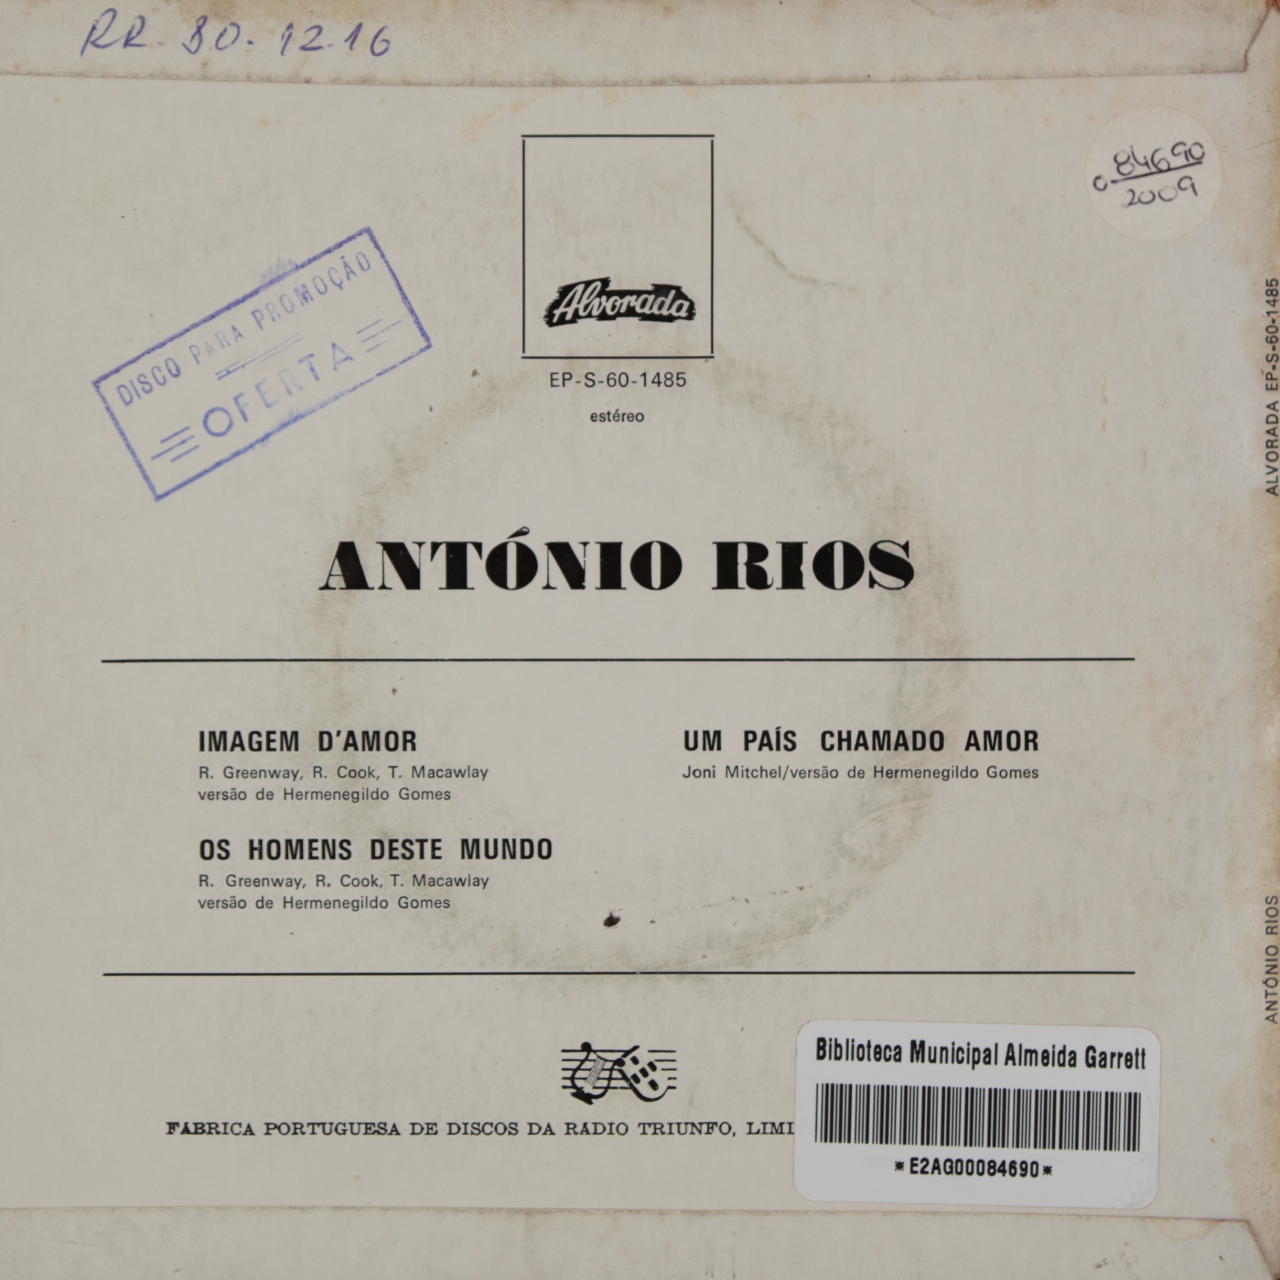 RR. 80.12.16
c 84690
2009
Alvorada
EP-S-60-1485
estéreo
DISCO PARA PROMOÇÃO
OFERTA
ANTÓNIO RIOS
IMAGEM D'AMOR
R. Greenway, R. Cook, T. Macawlay
versão de Hermenegildo Gomes
OS HOMENS DESTE MUNDO
R. Greenway, R. Cook, T. Macawlay
versão de Hermenegildo Gomes
UM PAÍS CHAMADO AMOR
Joni Mitchel/versão de Hermenegildo Gomes
FÁBRICA PORTUGUESA DE DISCOS DA RÁDIO TRIUNFO, LIMI
Biblioteca Municipal Almeida Garrett
*E2AG00084690*
ALVORADA EP-S-60-1485
ANTÓNIO RIOS